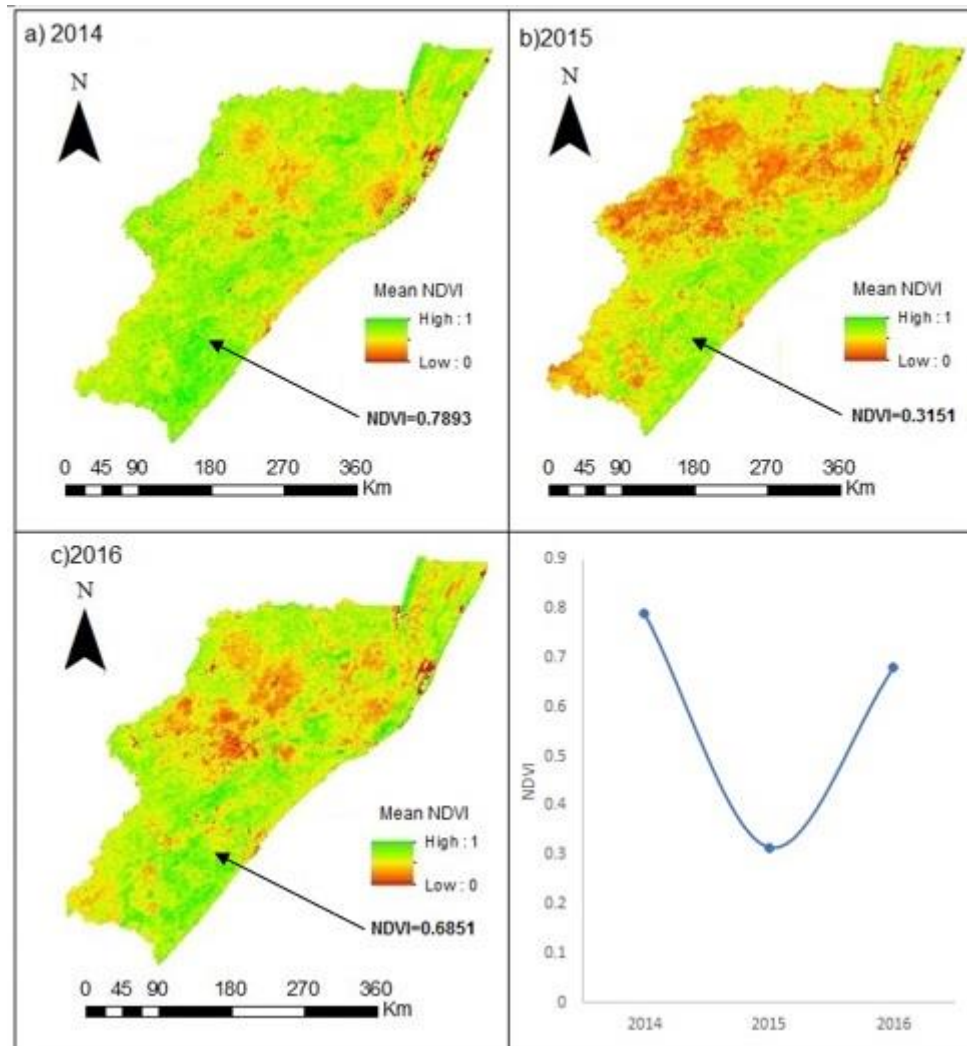 a) 2014
N
Mean NDVI
High : 1
Low : 0
NDVI=0.7893
0 45 90 180 270 360
Km
b)2015
N
Mean NDVI
High : 1
Low : 0
NDVI=0.3151
0 45 90 180 270 360
Km
c)2016
N
Mean NDVI
High : 1
Low : 0
NDVI=0.6851
0 45 90 180 270 360
Km
0.9
0.8
0.7
0.6
0.5
0.4
0.3
0.2
0.1
0
NDVI
2014 2015 2016